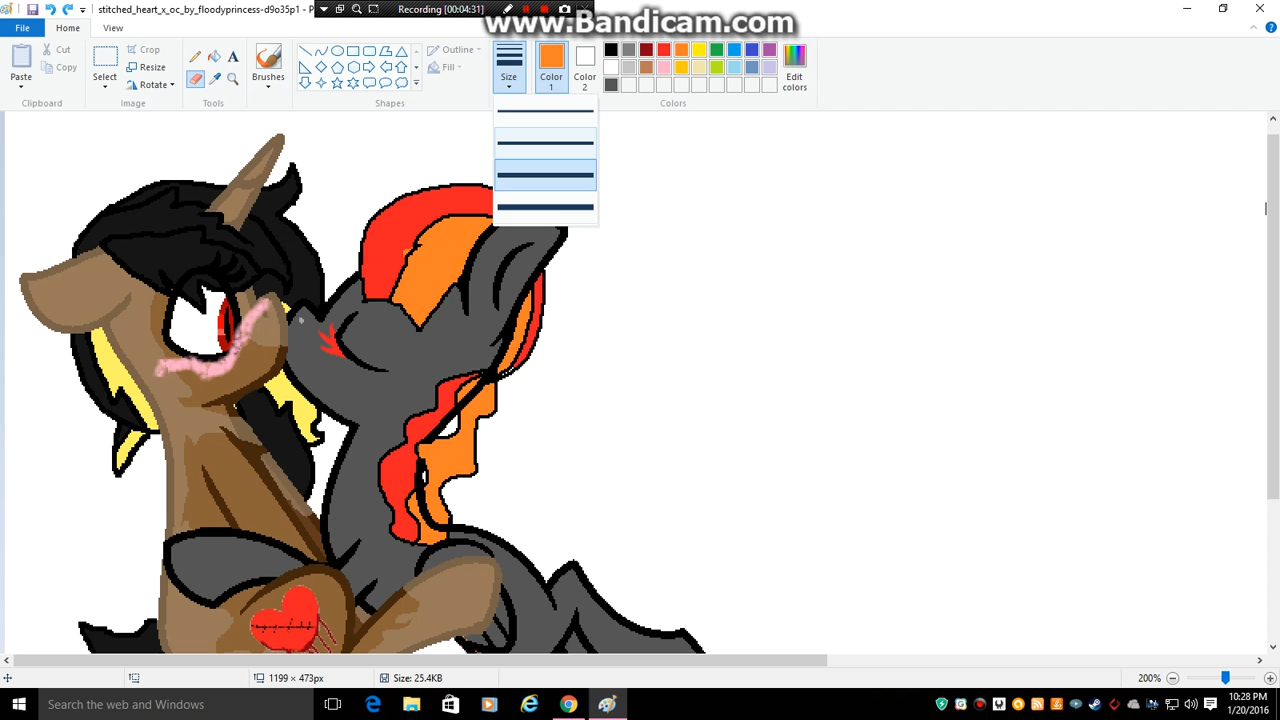 stitched_heart_x_oc_by_floodyprincess-d9o35p1 - P
Recording [00:04:31]
www.Bandicam.com
File
Home
View
Paste
Cut
Copy
Clipboard
Select
Crop
Resize
Rotate
Image
Tools
Brushes
Outline
Fill
Shapes
Size
Color 1
Color 2
Edit colors
Colors
1199 × 473px
Size: 25.4KB
200%
Search the web and Windows
10:28 PM
1/20/2016